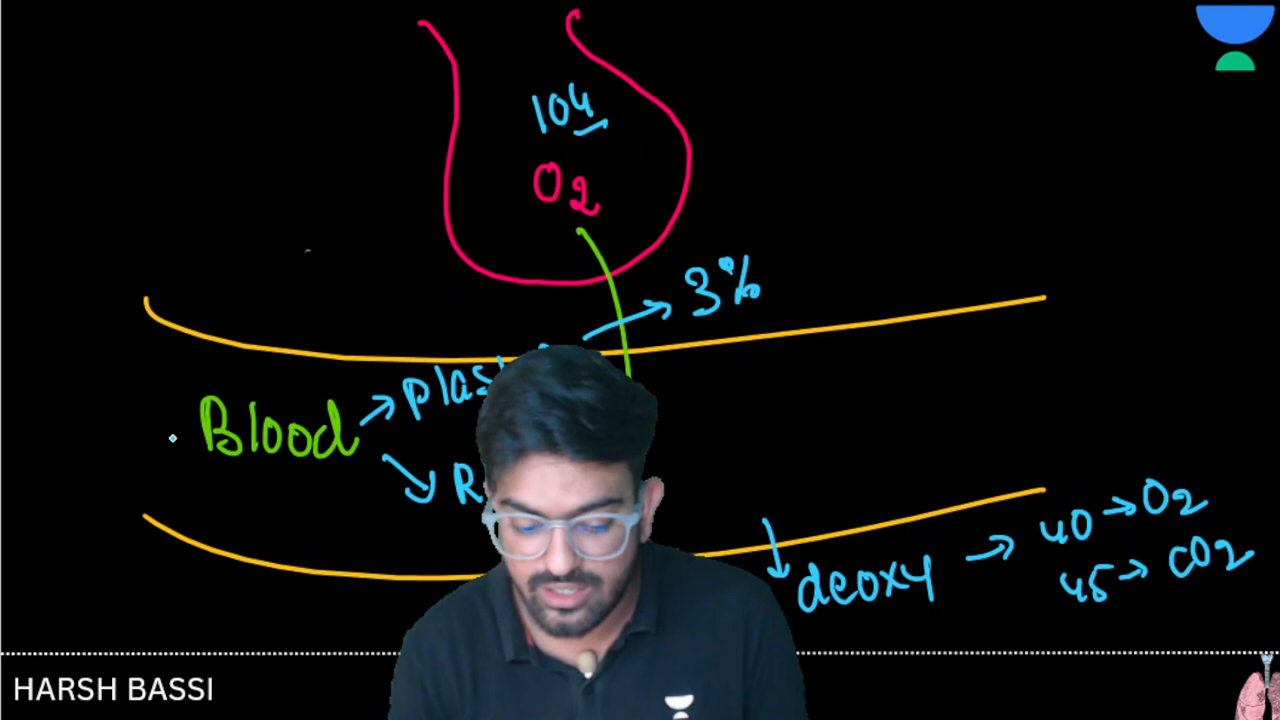 104
O2
3%
Blood
deoxy
40 → O2
45 → CO2
HARSH BASSI